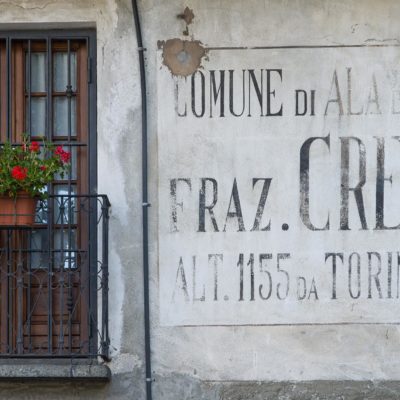 COMUNE DI ALA
FRAZ. CRE
ALT. 1155 DA TORIN